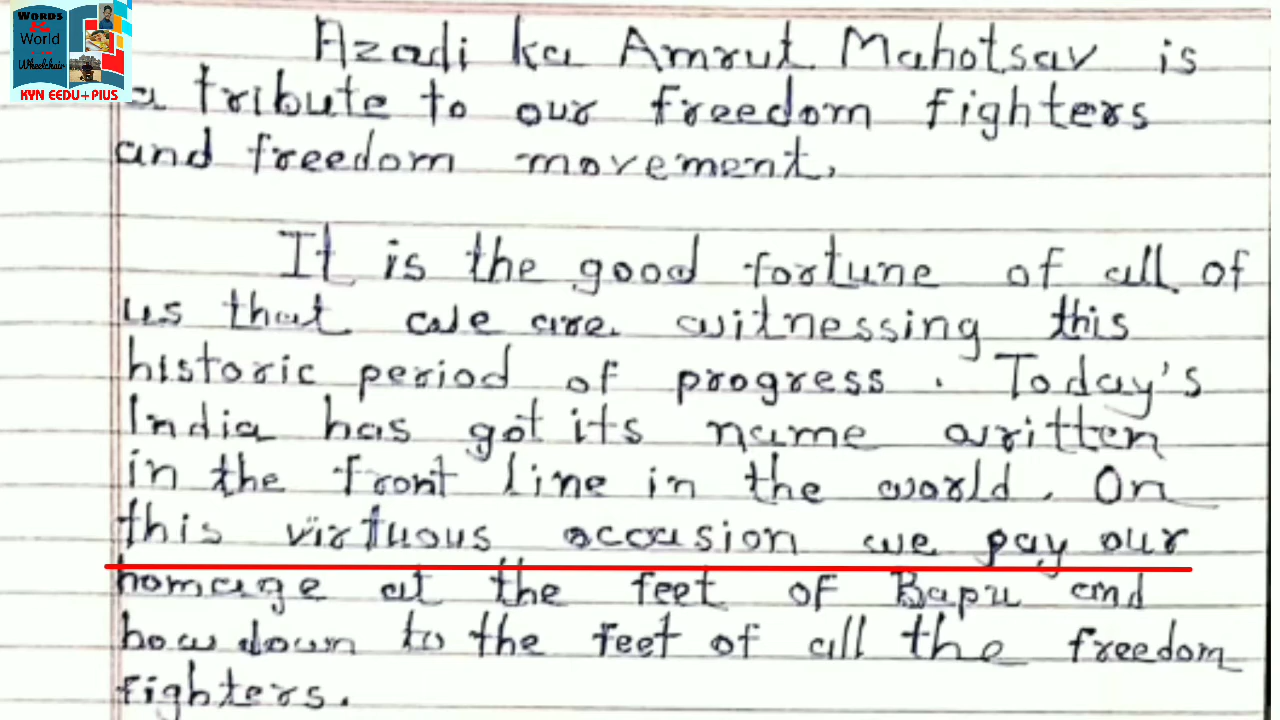 WORDS
World
Wheelchair
KYN EEDU+PlUS
Azadi ka Amrut Mahotsav is
a tribute to our freedom fighters
and freedom movement.
It is the good fortune of all of
us that we are witnessing this
historic period of progress. Today's
India has got its name written
in the front line in the world. On
this virtuous occasion we pay our
homage at the feet of Bapu and
bow down to the feet of all the freedom
fighters.